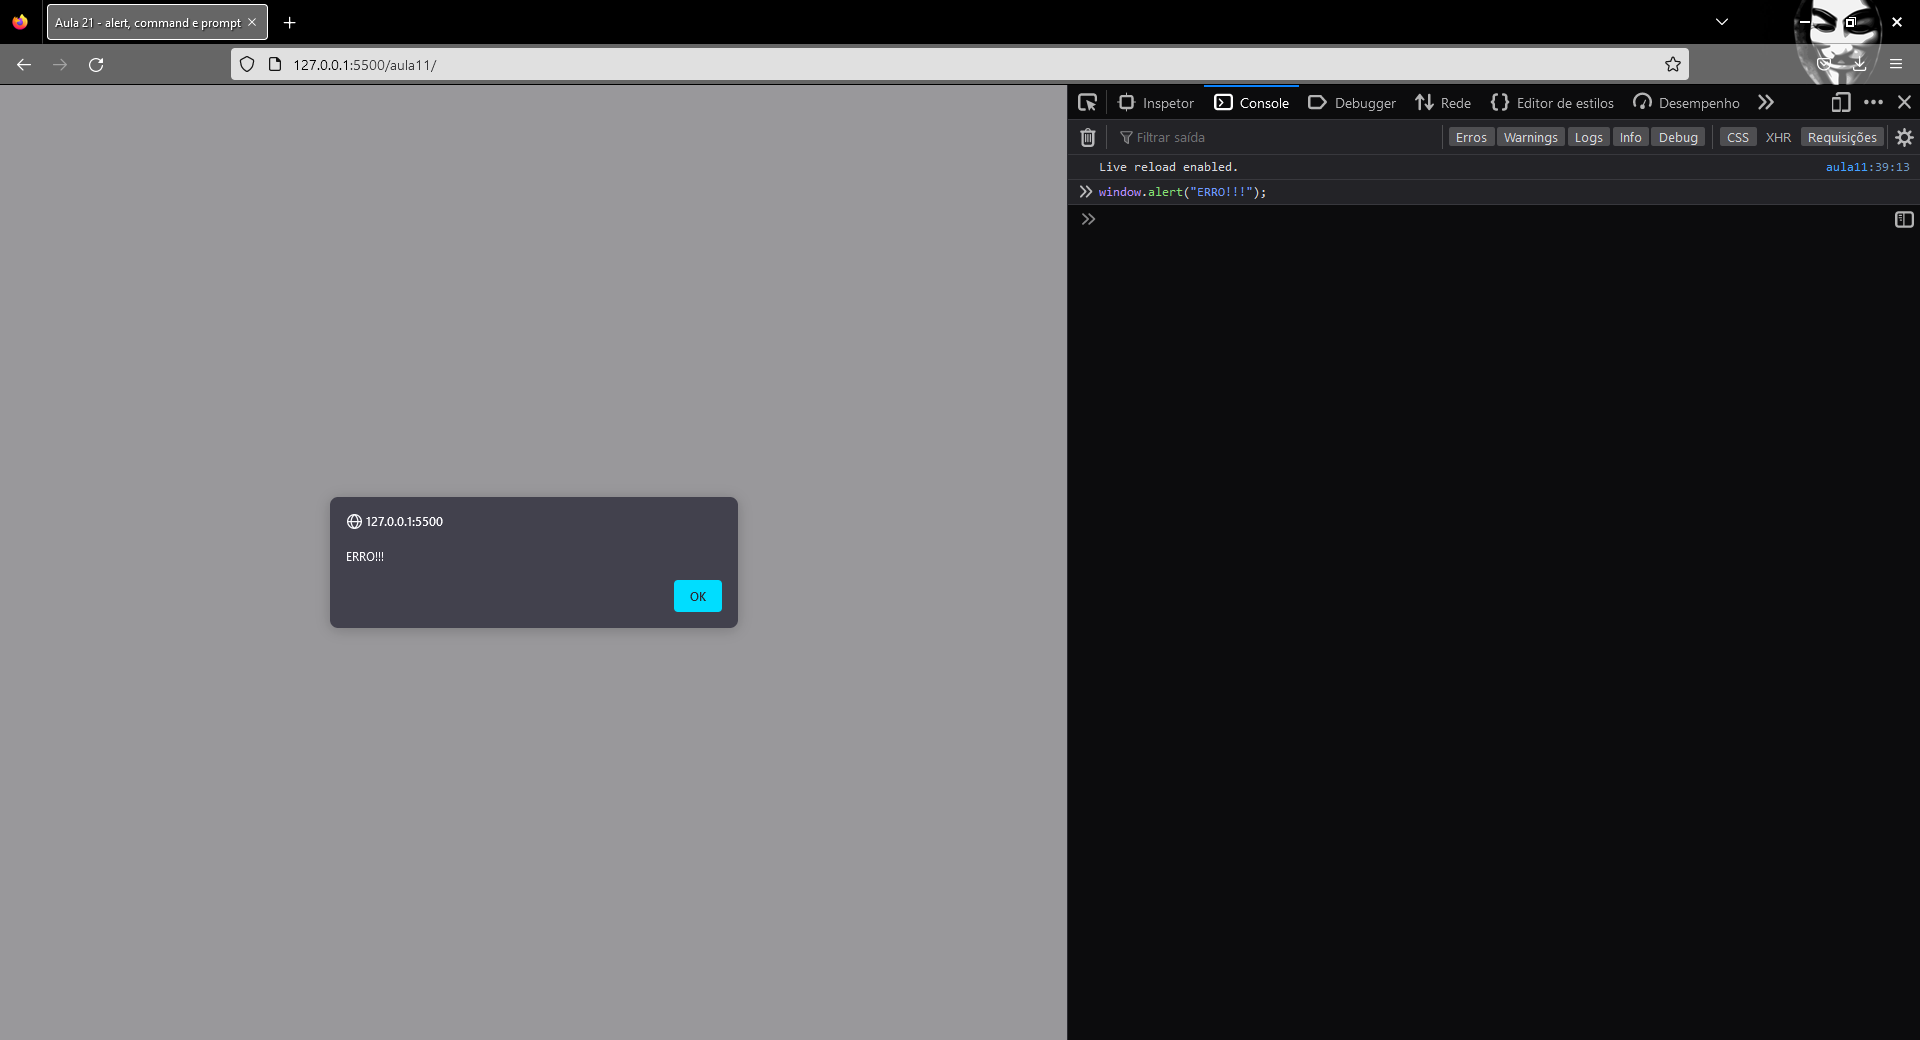 Aula 21 - alert, command e prompt
127.0.0.1:5500/aula11/
Inspetor Console Debugger Rede Editor de estilos Desempenho
Filtrar saída Erros Warnings Logs Info Debug CSS XHR Requisições
Live reload enabled. aula11:39:13
window.alert("ERRO!!!");
127.0.0.1:5500
ERRO!!!
OK